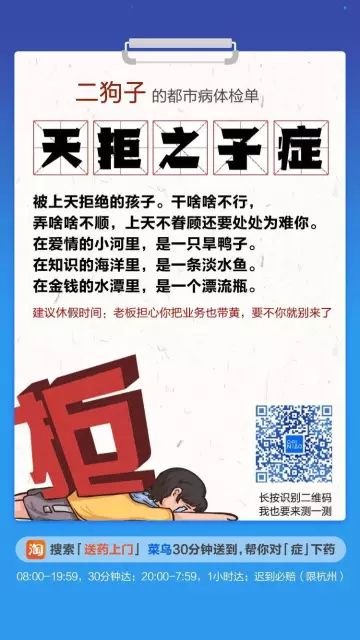 二狗子 的都市病体检单
天拒之子症
被上天拒绝的孩子。干啥啥不行，
弄啥啥不顺，上天不眷顾还要处处为难你。
在爱情的小河里，是一只旱鸭子。
在知识的海洋里，是一条淡水鱼。
在金钱的水潭里，是一个漂流瓶。
建议休假时间：老板担心你把业务也带黄，要不你就别来了
拒
CAI
NIAO
长按识别二维码
我也要来测一测
淘 搜索「送药上门」 菜鸟30分钟送到，帮你对「症」下药
08:00-19:59，30分钟达；20:00-7:59，1小时达；迟到必赔（限杭州）